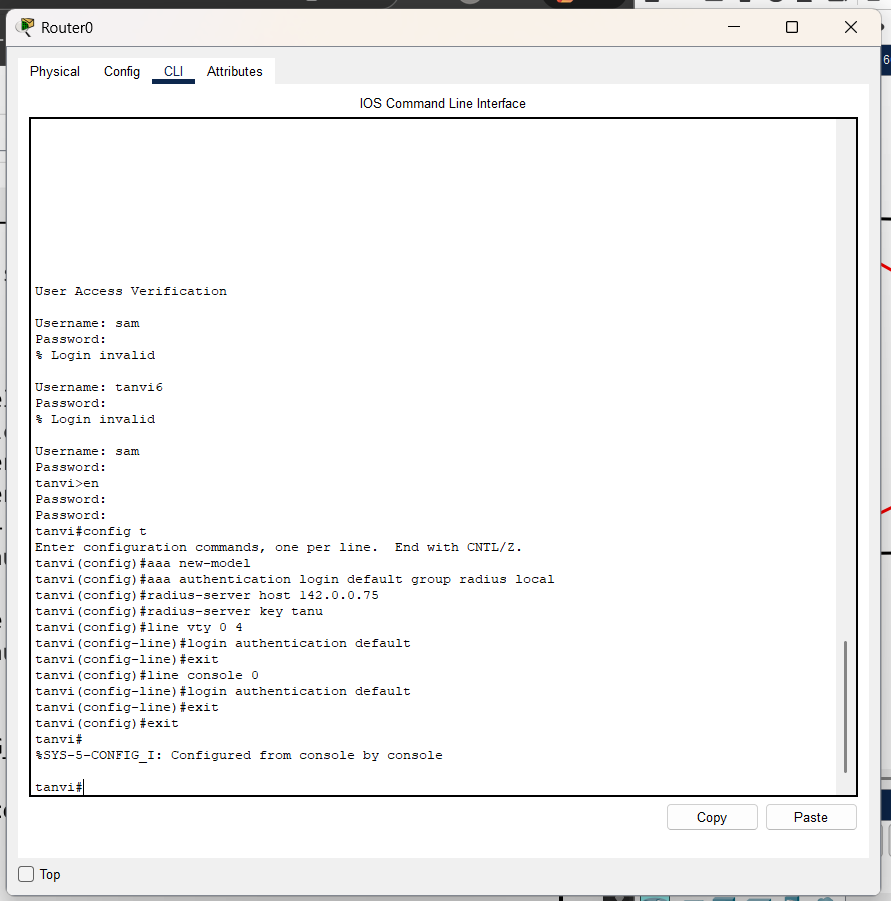 Router0
Physical Config CLI Attributes
IOS Command Line Interface
User Access Verification
Username: sam
Password:
% Login invalid
Username: tanvi6
Password:
% Login invalid
Username: sam
Password:
tanvi>en
Password:
Password:
tanvi#config t
Enter configuration commands, one per line.  End with CNTL/Z.
tanvi(config)#aaa new-model
tanvi(config)#aaa authentication login default group radius local
tanvi(config)#radius-server host 142.0.0.75
tanvi(config)#radius-server key tanu
tanvi(config)#line vty 0 4
tanvi(config-line)#login authentication default
tanvi(config-line)#exit
tanvi(config)#line console 0
tanvi(config-line)#login authentication default
tanvi(config-line)#exit
tanvi(config)#exit
tanvi#
%SYS-5-CONFIG_I: Configured from console by console
tanvi#
Copy Paste
Top